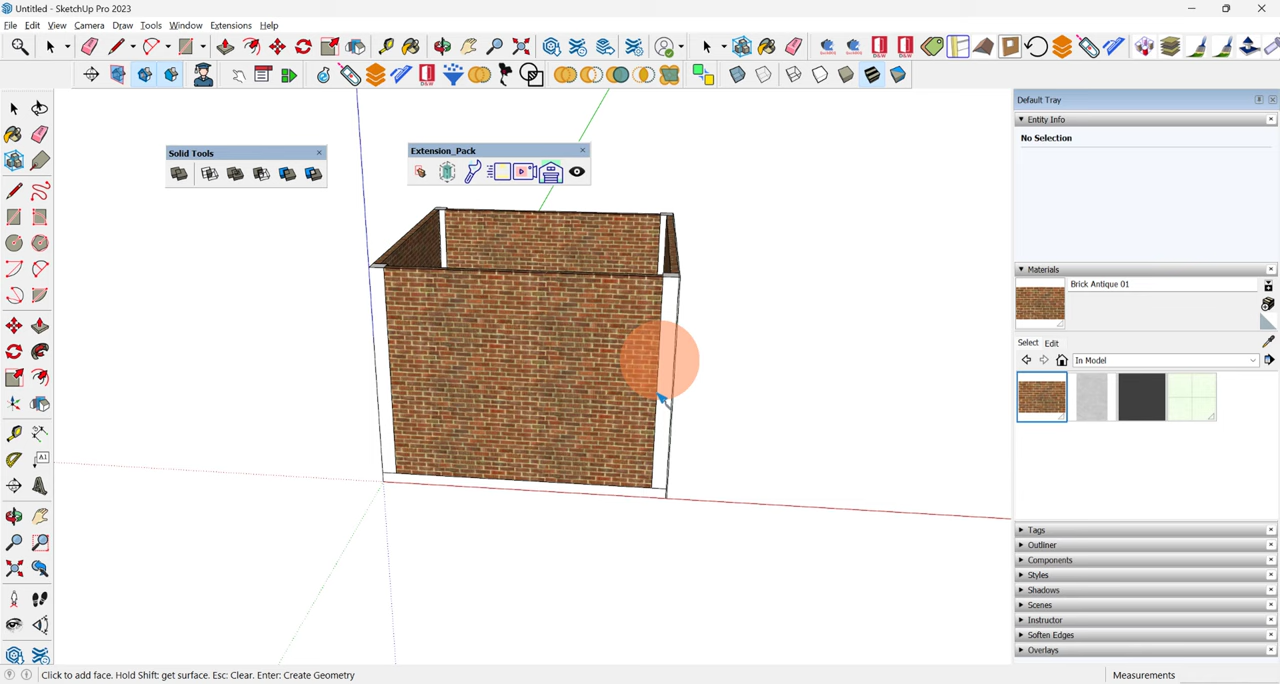 Untitled - SketchUp Pro 2023
File Edit View Camera Draw Tools Window Extensions Help
D&W
D&W
D&W
D&W
Default Tray
Entity Info
No Selection
Solid Tools
Extension_Pack
Materials
Brick Antique 01
Select Edit
In Model
A1
Tags
Outliner
Components
Styles
Shadows
Scenes
Instructor
Soften Edges
Overlays
Click to add face. Hold Shift: get surface. Esc: Clear. Enter: Create Geometry
Measurements